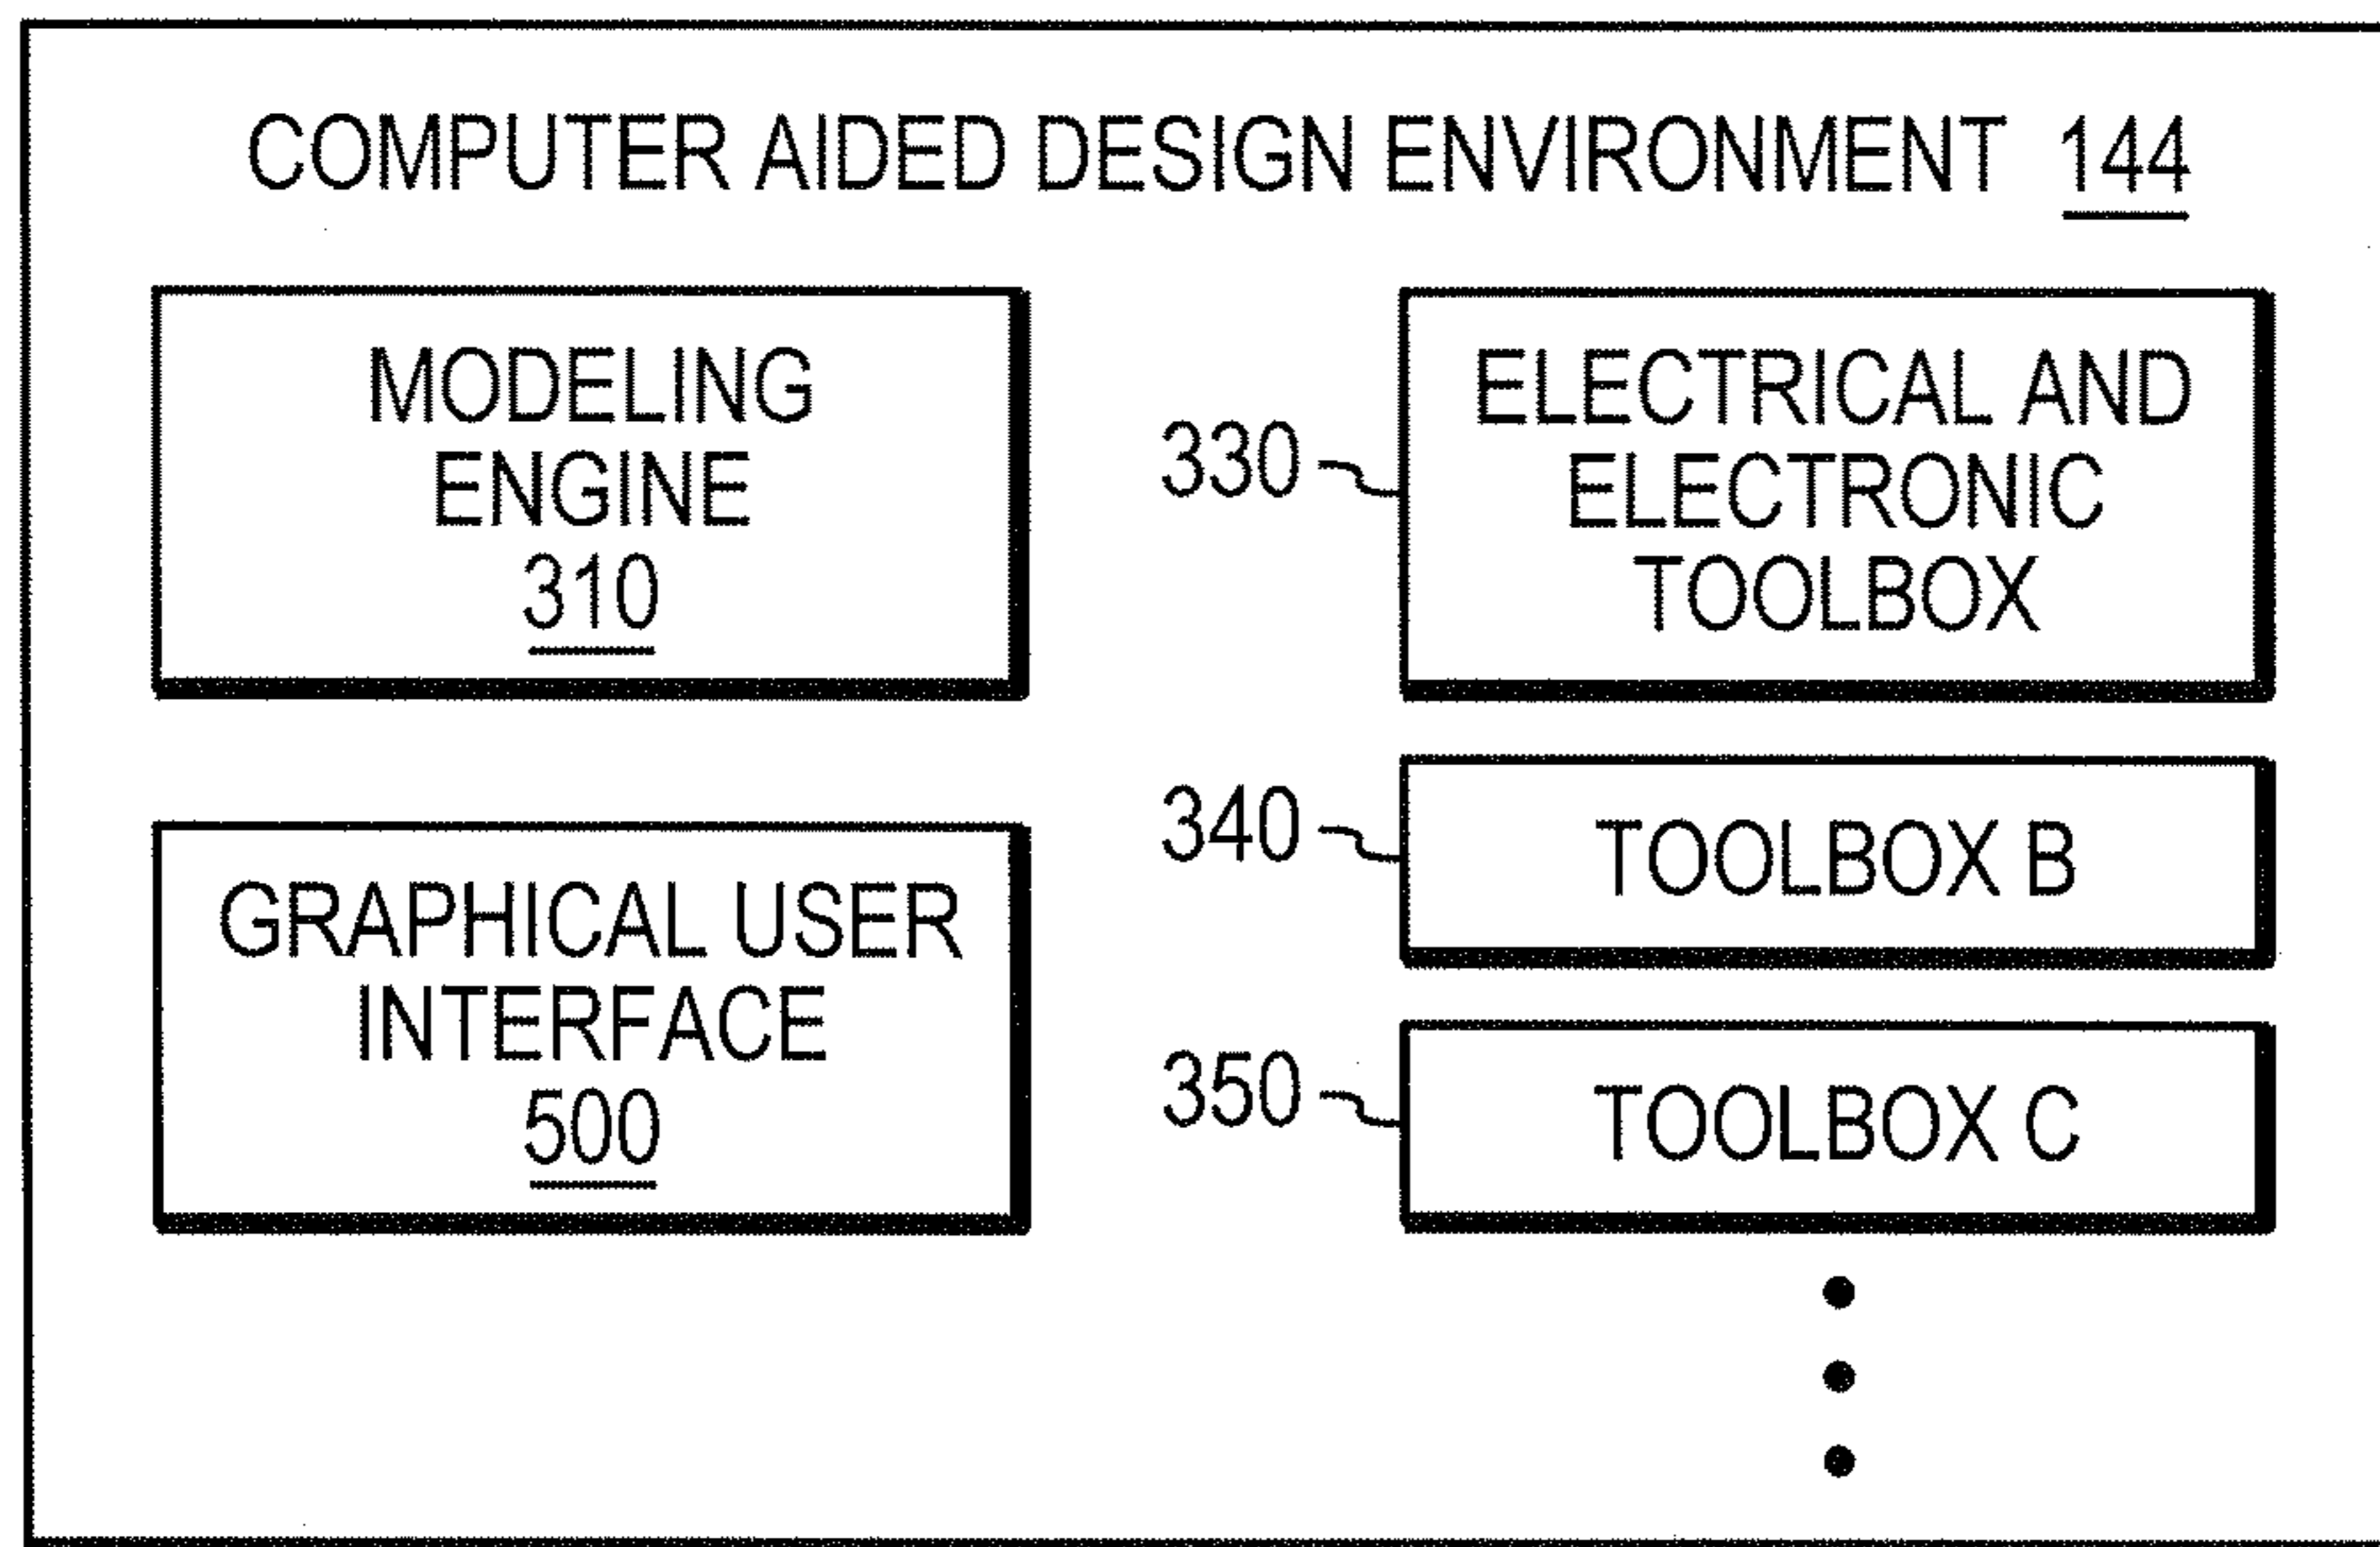 COMPUTER AIDED DESIGN ENVIRONMENT 144
MODELING
ENGINE
310
GRAPHICAL USER
INTERFACE
500
330
ELECTRICAL AND
ELECTRONIC
TOOLBOX
340
TOOLBOX B
350
TOOLBOX C